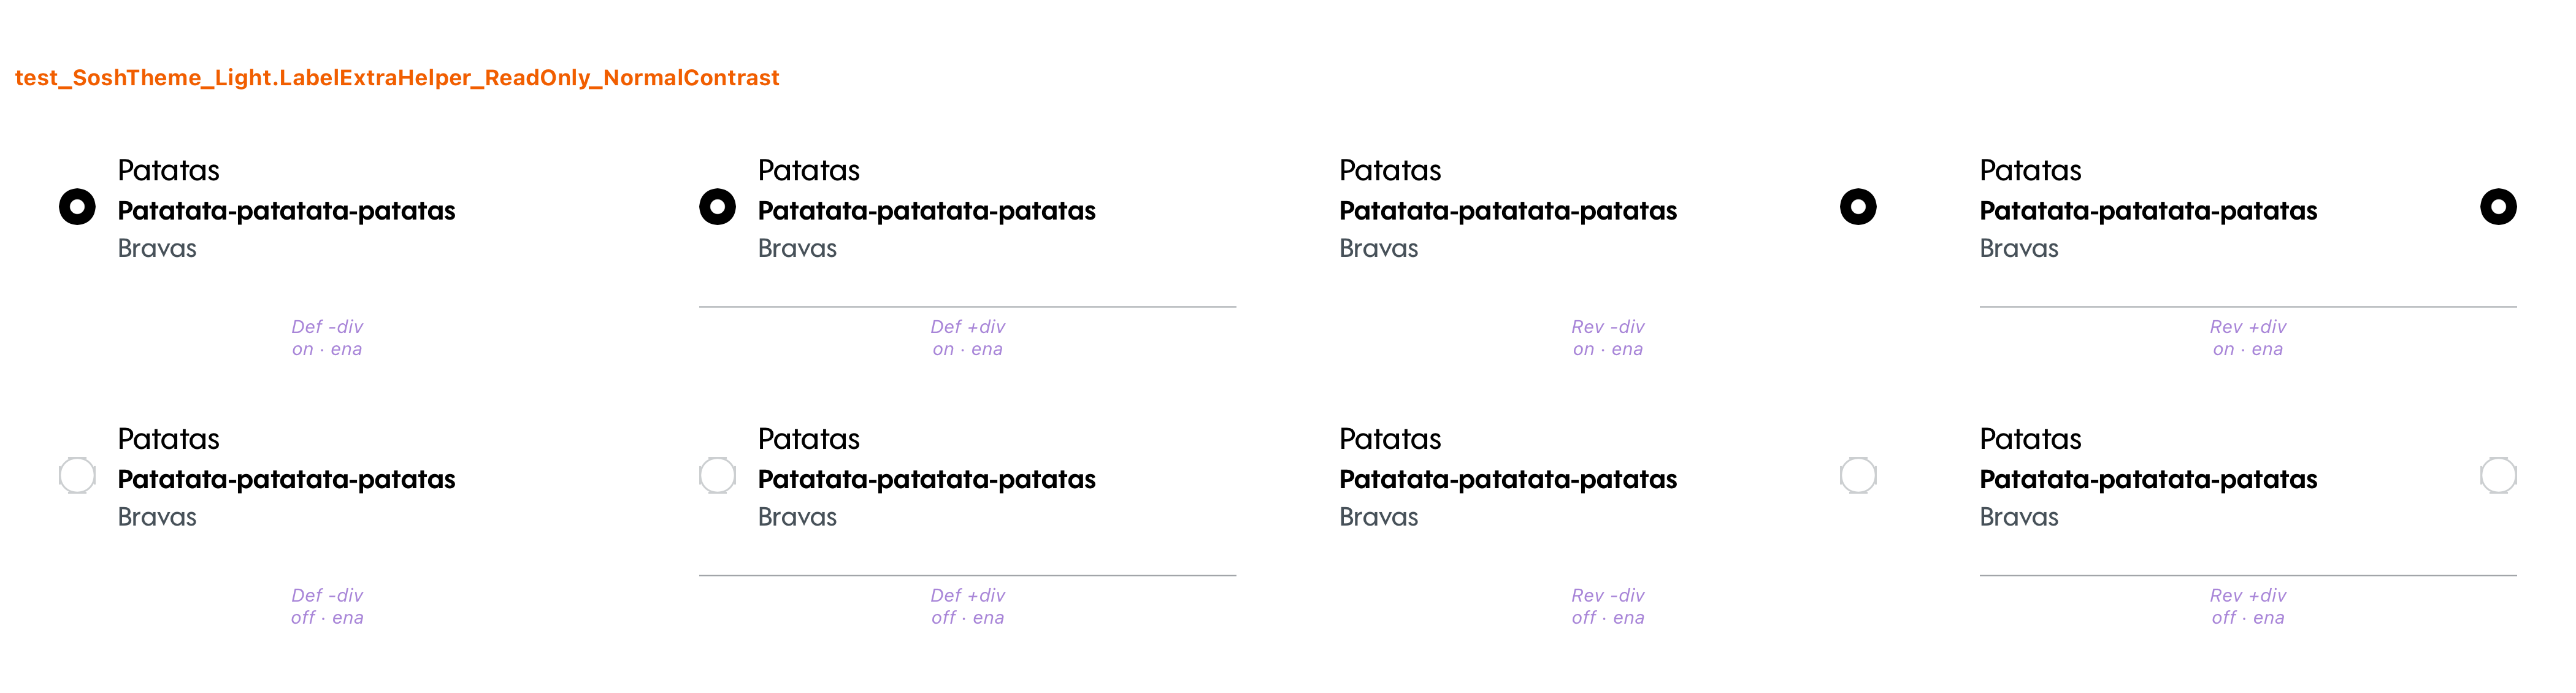 test_SoshTheme_Light.LabelExtraHelper_ReadOnly_NormalContrast
Patatas
Patatata-patatata-patatas
Bravas
Def -div
on · ena
Patatas
Patatata-patatata-patatas
Bravas
Def +div
on · ena
Patatas
Patatata-patatata-patatas
Bravas
Rev -div
on · ena
Patatas
Patatata-patatata-patatas
Bravas
Rev +div
on · ena
Patatas
Patatata-patatata-patatas
Bravas
Def -div
off · ena
Patatas
Patatata-patatata-patatas
Bravas
Def +div
off · ena
Patatas
Patatata-patatata-patatas
Bravas
Rev -div
off · ena
Patatas
Patatata-patatata-patatas
Bravas
Rev +div
off · ena